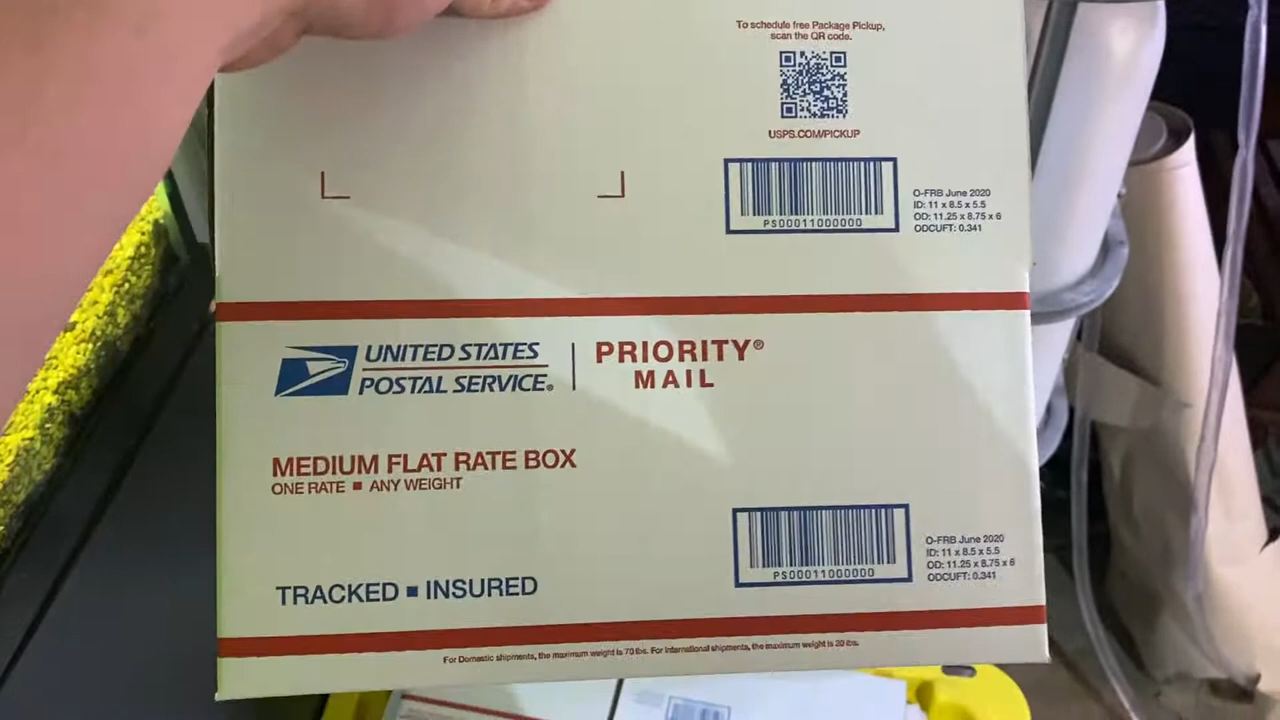 To schedule free Package Pickup,
scan the QR code.
USPS.COM/PICKUP
PS00011000000
O-FRB June 2020
ID: 11 x 8.5 x 5.5
OD: 11.25 x 8.75 x 6
ODCUFT: 0.341
UNITED STATES
POSTAL SERVICE®
PRIORITY®
MAIL
MEDIUM FLAT RATE BOX
ONE RATE ■ ANY WEIGHT
TRACKED ■ INSURED
PS00011000000
O-FRB June 2020
ID: 11 x 8.5 x 5.5
OD: 11.25 x 8.75 x 6
ODCUFT: 0.341
For Domestic shipments, the maximum weight is 70 lbs. For International shipments, the maximum weight is 20 lbs.